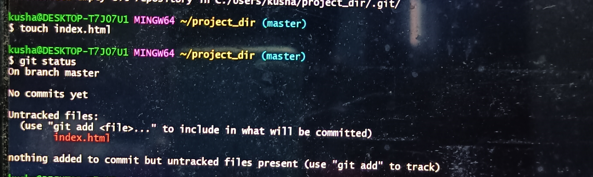 repository in C:/Users/kusha/project_dir/.git/
kusha@DESKTOP-T7J07U1 MINGW64 ~/project_dir (master)
$ touch index.html
kusha@DESKTOP-T7J07U1 MINGW64 ~/project_dir (master)
$ git status
On branch master
No commits yet
Untracked files:
(use "git add <file>..." to include in what will be committed)
index.html
nothing added to commit but untracked files present (use "git add" to track)